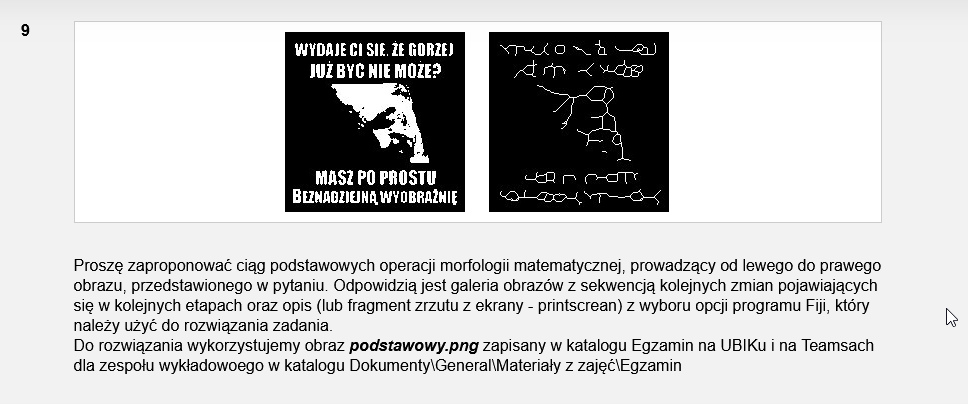 9
WYDAJE CI SIĘ, ŻE GORZEJ
JUŻ BYĆ NIE MOŻE?
MASZ PO PROSTU
BEZNADZIEJNĄ WYOBRAŹNIĘ
Proszę zaproponować ciąg podstawowych operacji morfologii matematycznej, prowadzący od lewego do prawego
obrazu, przedstawionego w pytaniu. Odpowidzią jest galeria obrazów z sekwencją kolejnych zmian pojawiających
się w kolejnych etapach oraz opis (lub fragment zrzutu z ekrany - printscrean) z wyboru opcji programu Fiji, który
należy użyć do rozwiązania zadania.
Do rozwiązania wykorzystujemy obraz podstawowy.png zapisany w katalogu Egzamin na UBIKu i na Teamsach
dla zespołu wykładowoego w katalogu Dokumenty\General\Materiały z zajęć\Egzamin